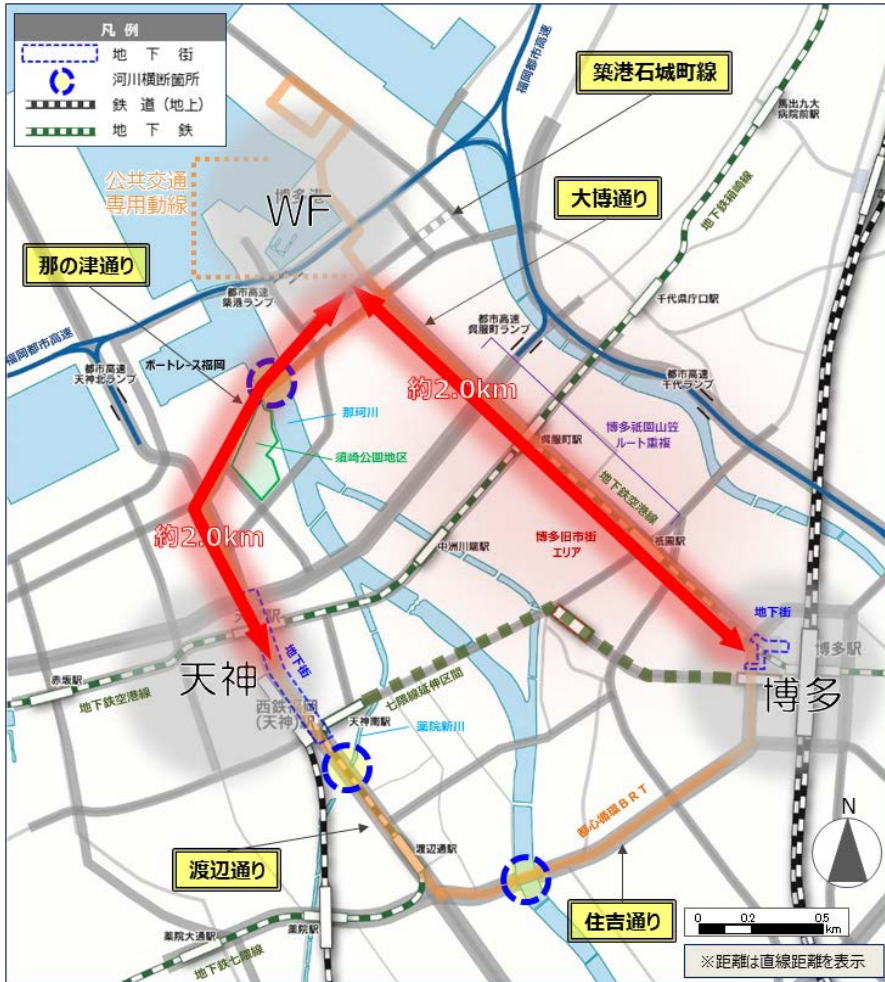 凡例
地下街
河川横断箇所
鉄道(地上)
地下鉄
福岡都市高速
築港石城町線
馬出九大
病院前駅
公共交通
専用動線
博多港
WF
大博通り
地下鉄箱崎線
那の津通り
都市高速
築港ランプ
都市高速
呉服町ランプ
千代県庁口駅
福岡都市高速
都市高速
天神北ランプ
ボートレース福岡
都市高速
千代ランプ
約2.0km
那珂川
博多祇園山笠
ルート重複
呉服町駅
須崎公園地区
地下鉄空港線
約2.0km
中洲川端駅
博多旧市街
エリア
祇園駅
地下街
天神駅
博多駅
地下街
赤坂駅
天神
七隈線延伸区間
博多
地下鉄空港線
西鉄福岡
(天神)駅
天神南駅
薬院新川
都心循環BRT
N
渡辺通り
渡辺通駅
住吉通り
薬院大通駅
薬院駅
地下鉄七隈線
0 0.2 0.5
km
※距離は直線距離を表示